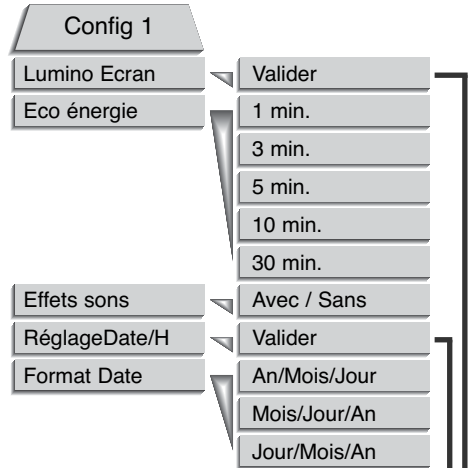 Config 1
Lumino Ecran Valider
Eco énergie 1 min.
3 min.
5 min.
10 min.
30 min.
Effets sons Avec / Sans
RéglageDate/H Valider
Format Date An/Mois/Jour
Mois/Jour/An
Jour/Mois/An